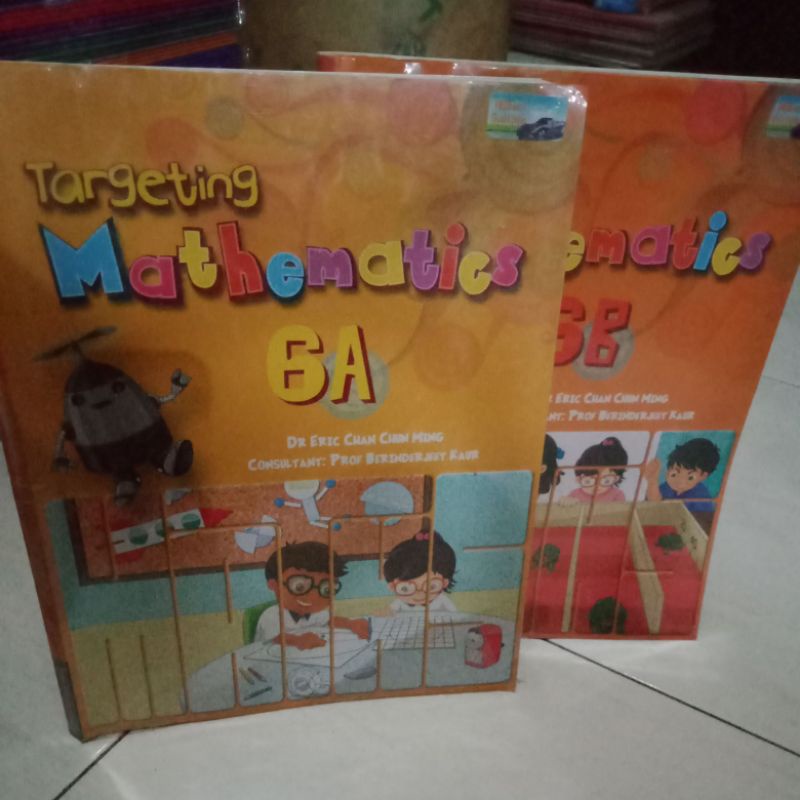 Targeting
Mathematics
6A
DR ERIC CHAN CHUN MING
CONSULTANT: PROF BERINDERJEET KAUR
ematics
6B
ERIC CHAN CHUN MING
PROF BERINDERJEET KAUR